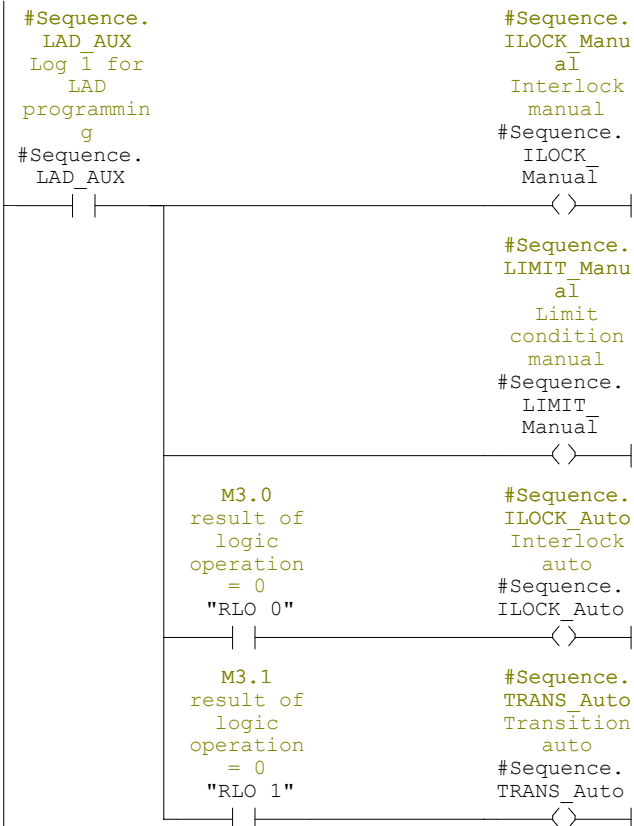 #Sequence.
LAD_AUX
Log 1 for
LAD
programmin
g
#Sequence.
LAD_AUX
#Sequence.
ILOCK_Manu
al
Interlock
manual
#Sequence.
ILOCK_
Manual
#Sequence.
LIMIT_Manu
al
Limit
condition
manual
#Sequence.
LIMIT_
Manual
M3.0
result of
logic
operation
= 0
"RLO 0"
#Sequence.
ILOCK_Auto
Interlock
auto
#Sequence.
ILOCK_Auto
M3.1
result of
logic
operation
= 0
"RLO 1"
#Sequence.
TRANS_Auto
Transition
auto
#Sequence.
TRANS_Auto